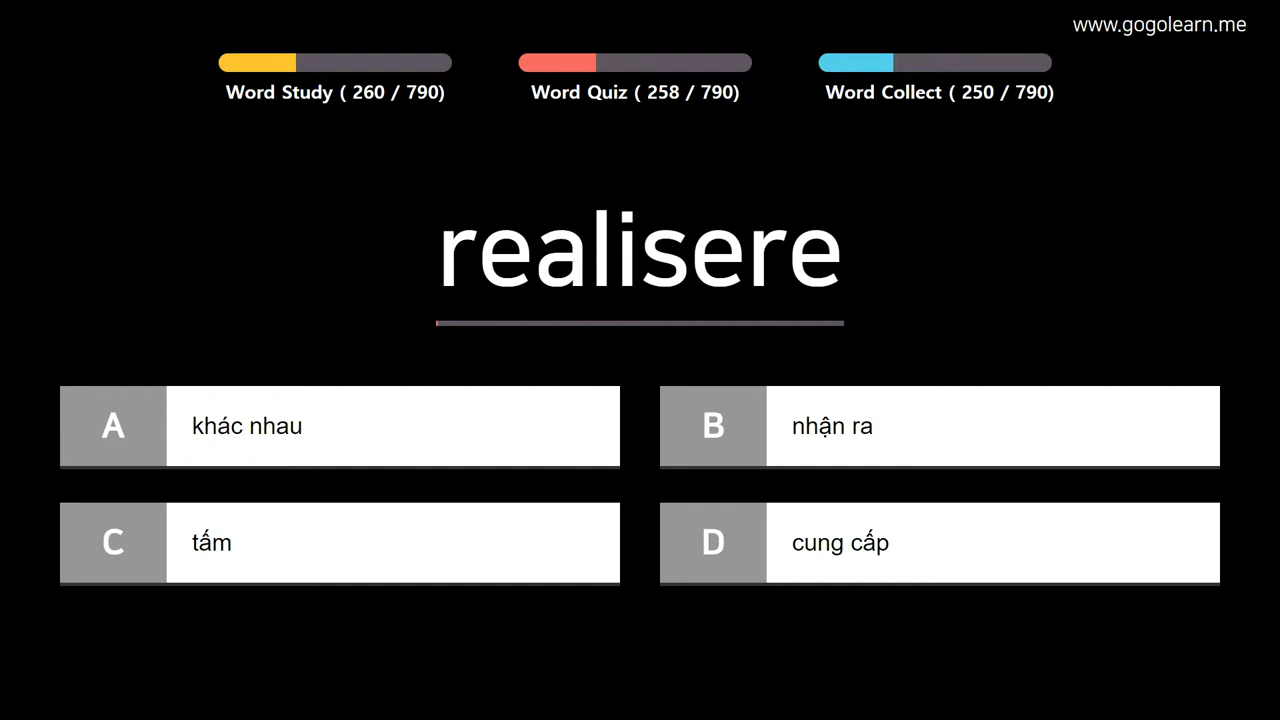 www.gogolearn.me
Word Study ( 260 / 790)
Word Quiz ( 258 / 790)
Word Collect ( 250 / 790)
realisere
A
khác nhau
B
nhận ra
C
tấm
D
cung cấp